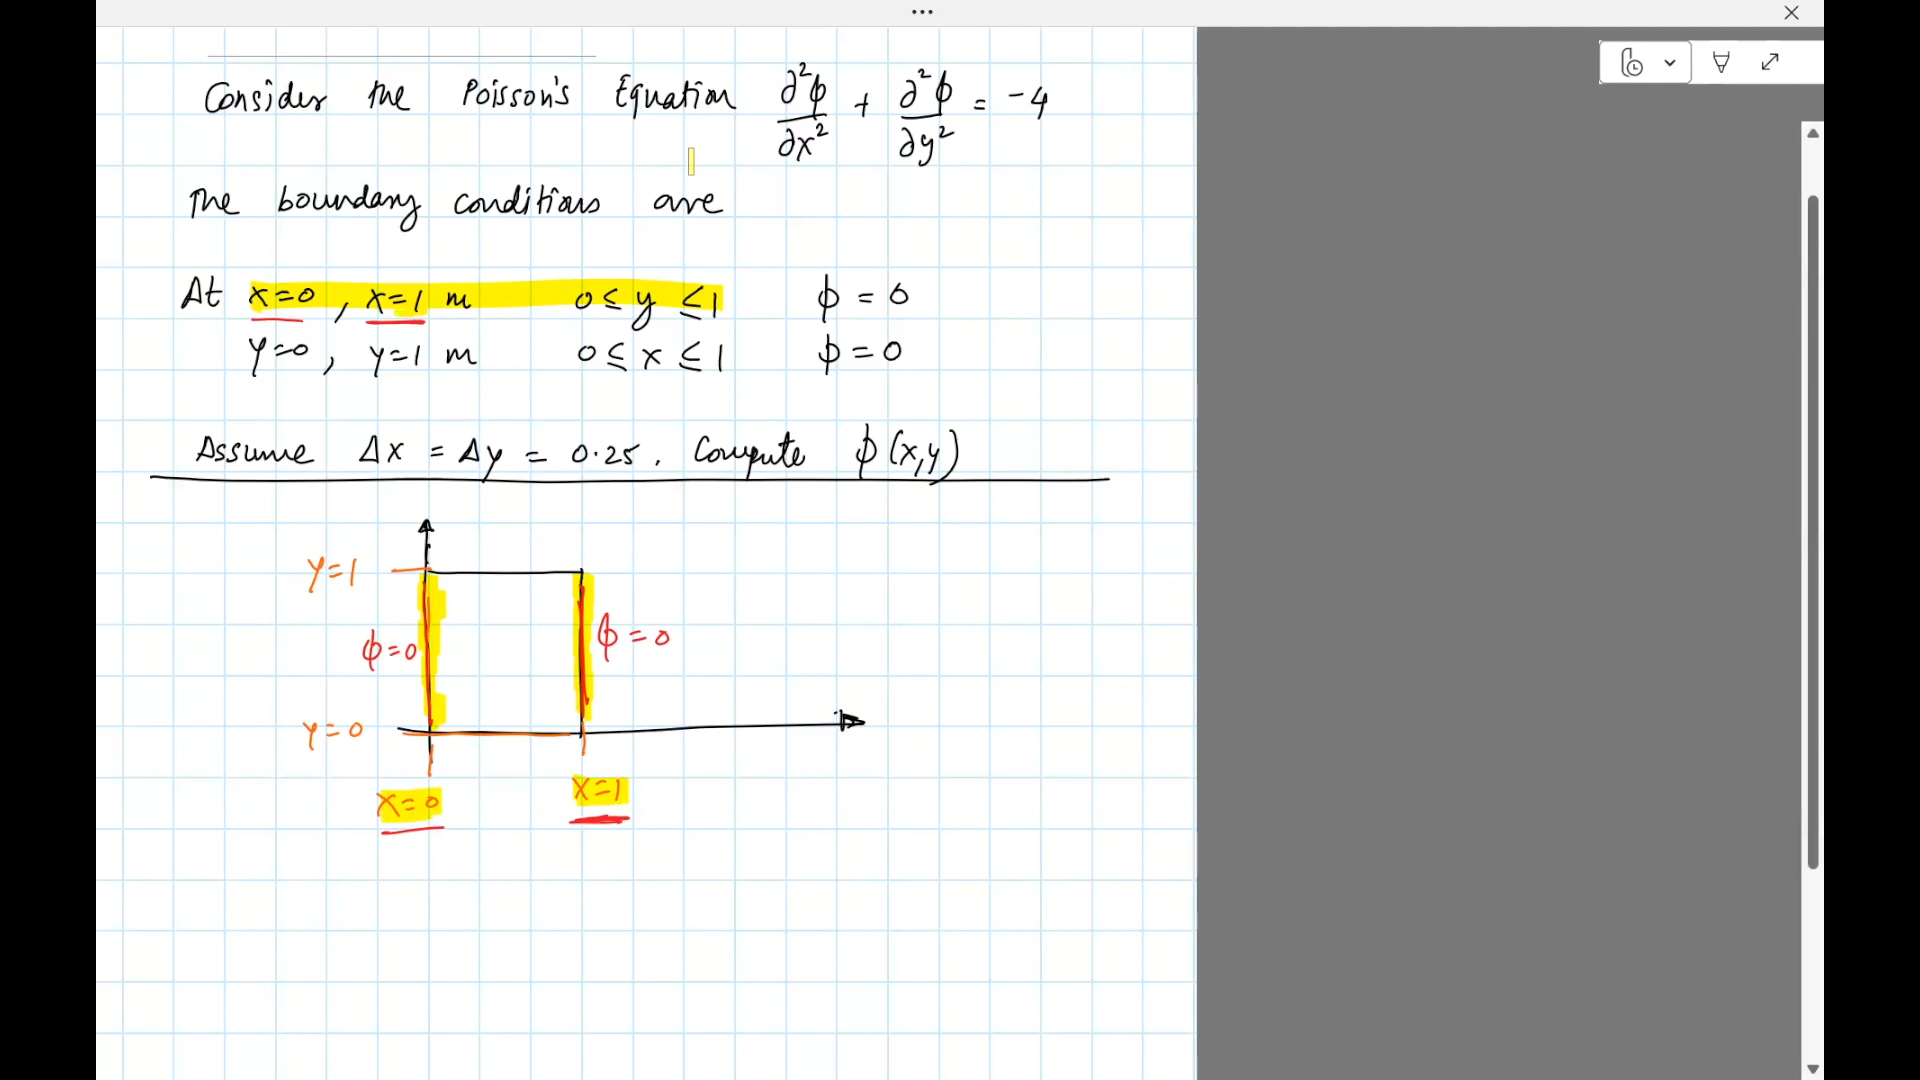 Consider the Poisson's Equation ∂²ϕ/∂x² + ∂²ϕ/∂y² = -4
The boundary conditions are
At x=0, x=1 m 0≤y≤1 ϕ=0
y=0, y=1 m 0≤x≤1 ϕ=0
Assume Δx = Δy = 0.25. Compute ϕ(x,y)
y=1
ϕ=0 ϕ=0
y=0
x=0 x=1